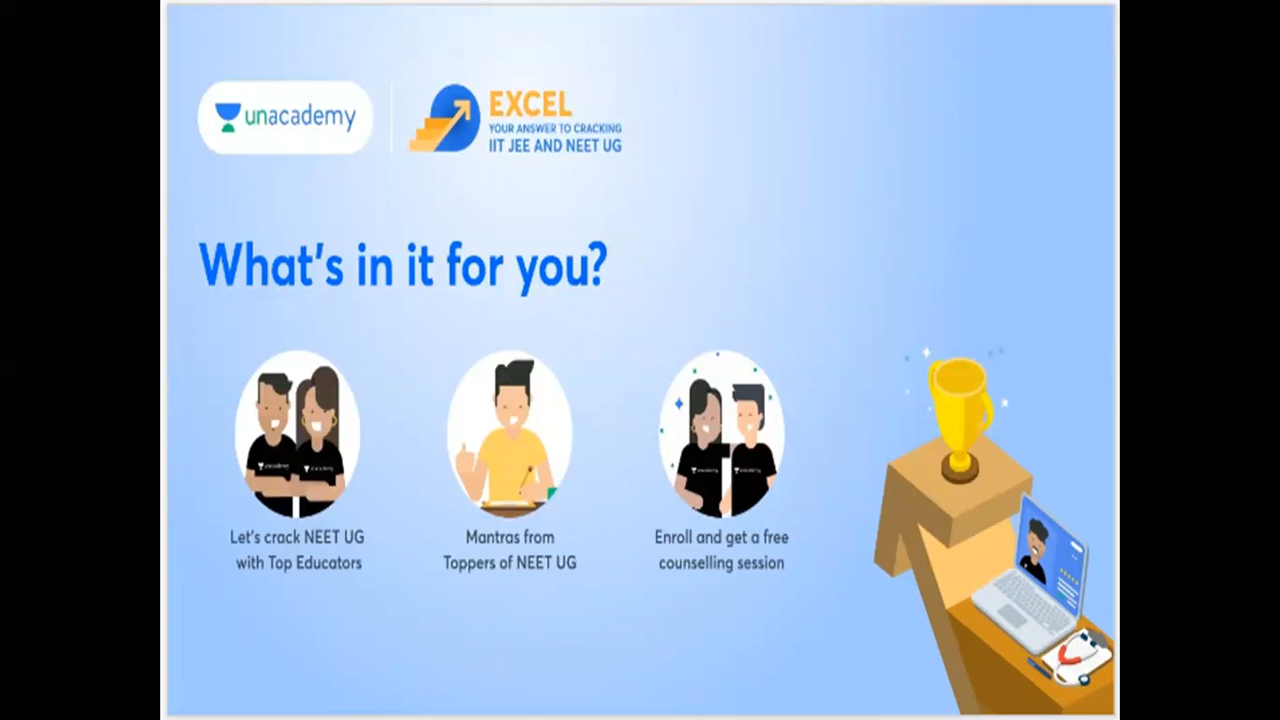 unacademy
EXCEL
YOUR ANSWER TO CRACKING
IIT JEE AND NEET UG
What's in it for you?
Let's crack NEET UG
with Top Educators
Mantras from
Toppers of NEET UG
Enroll and get a free
counselling session